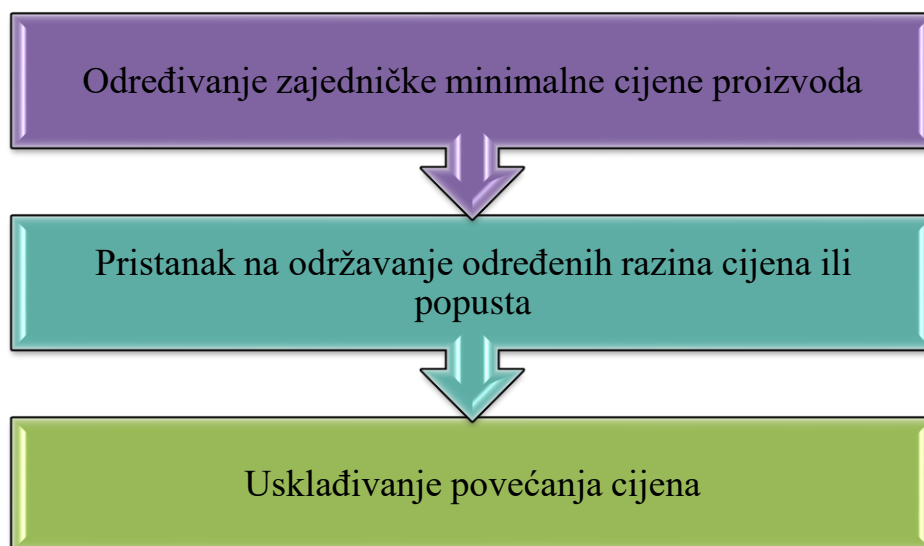 Određivanje zajedničke minimalne cijene proizvoda
Pristanak na održavanje određenih razina cijena ili
popusta
Usklađivanje povećanja cijena